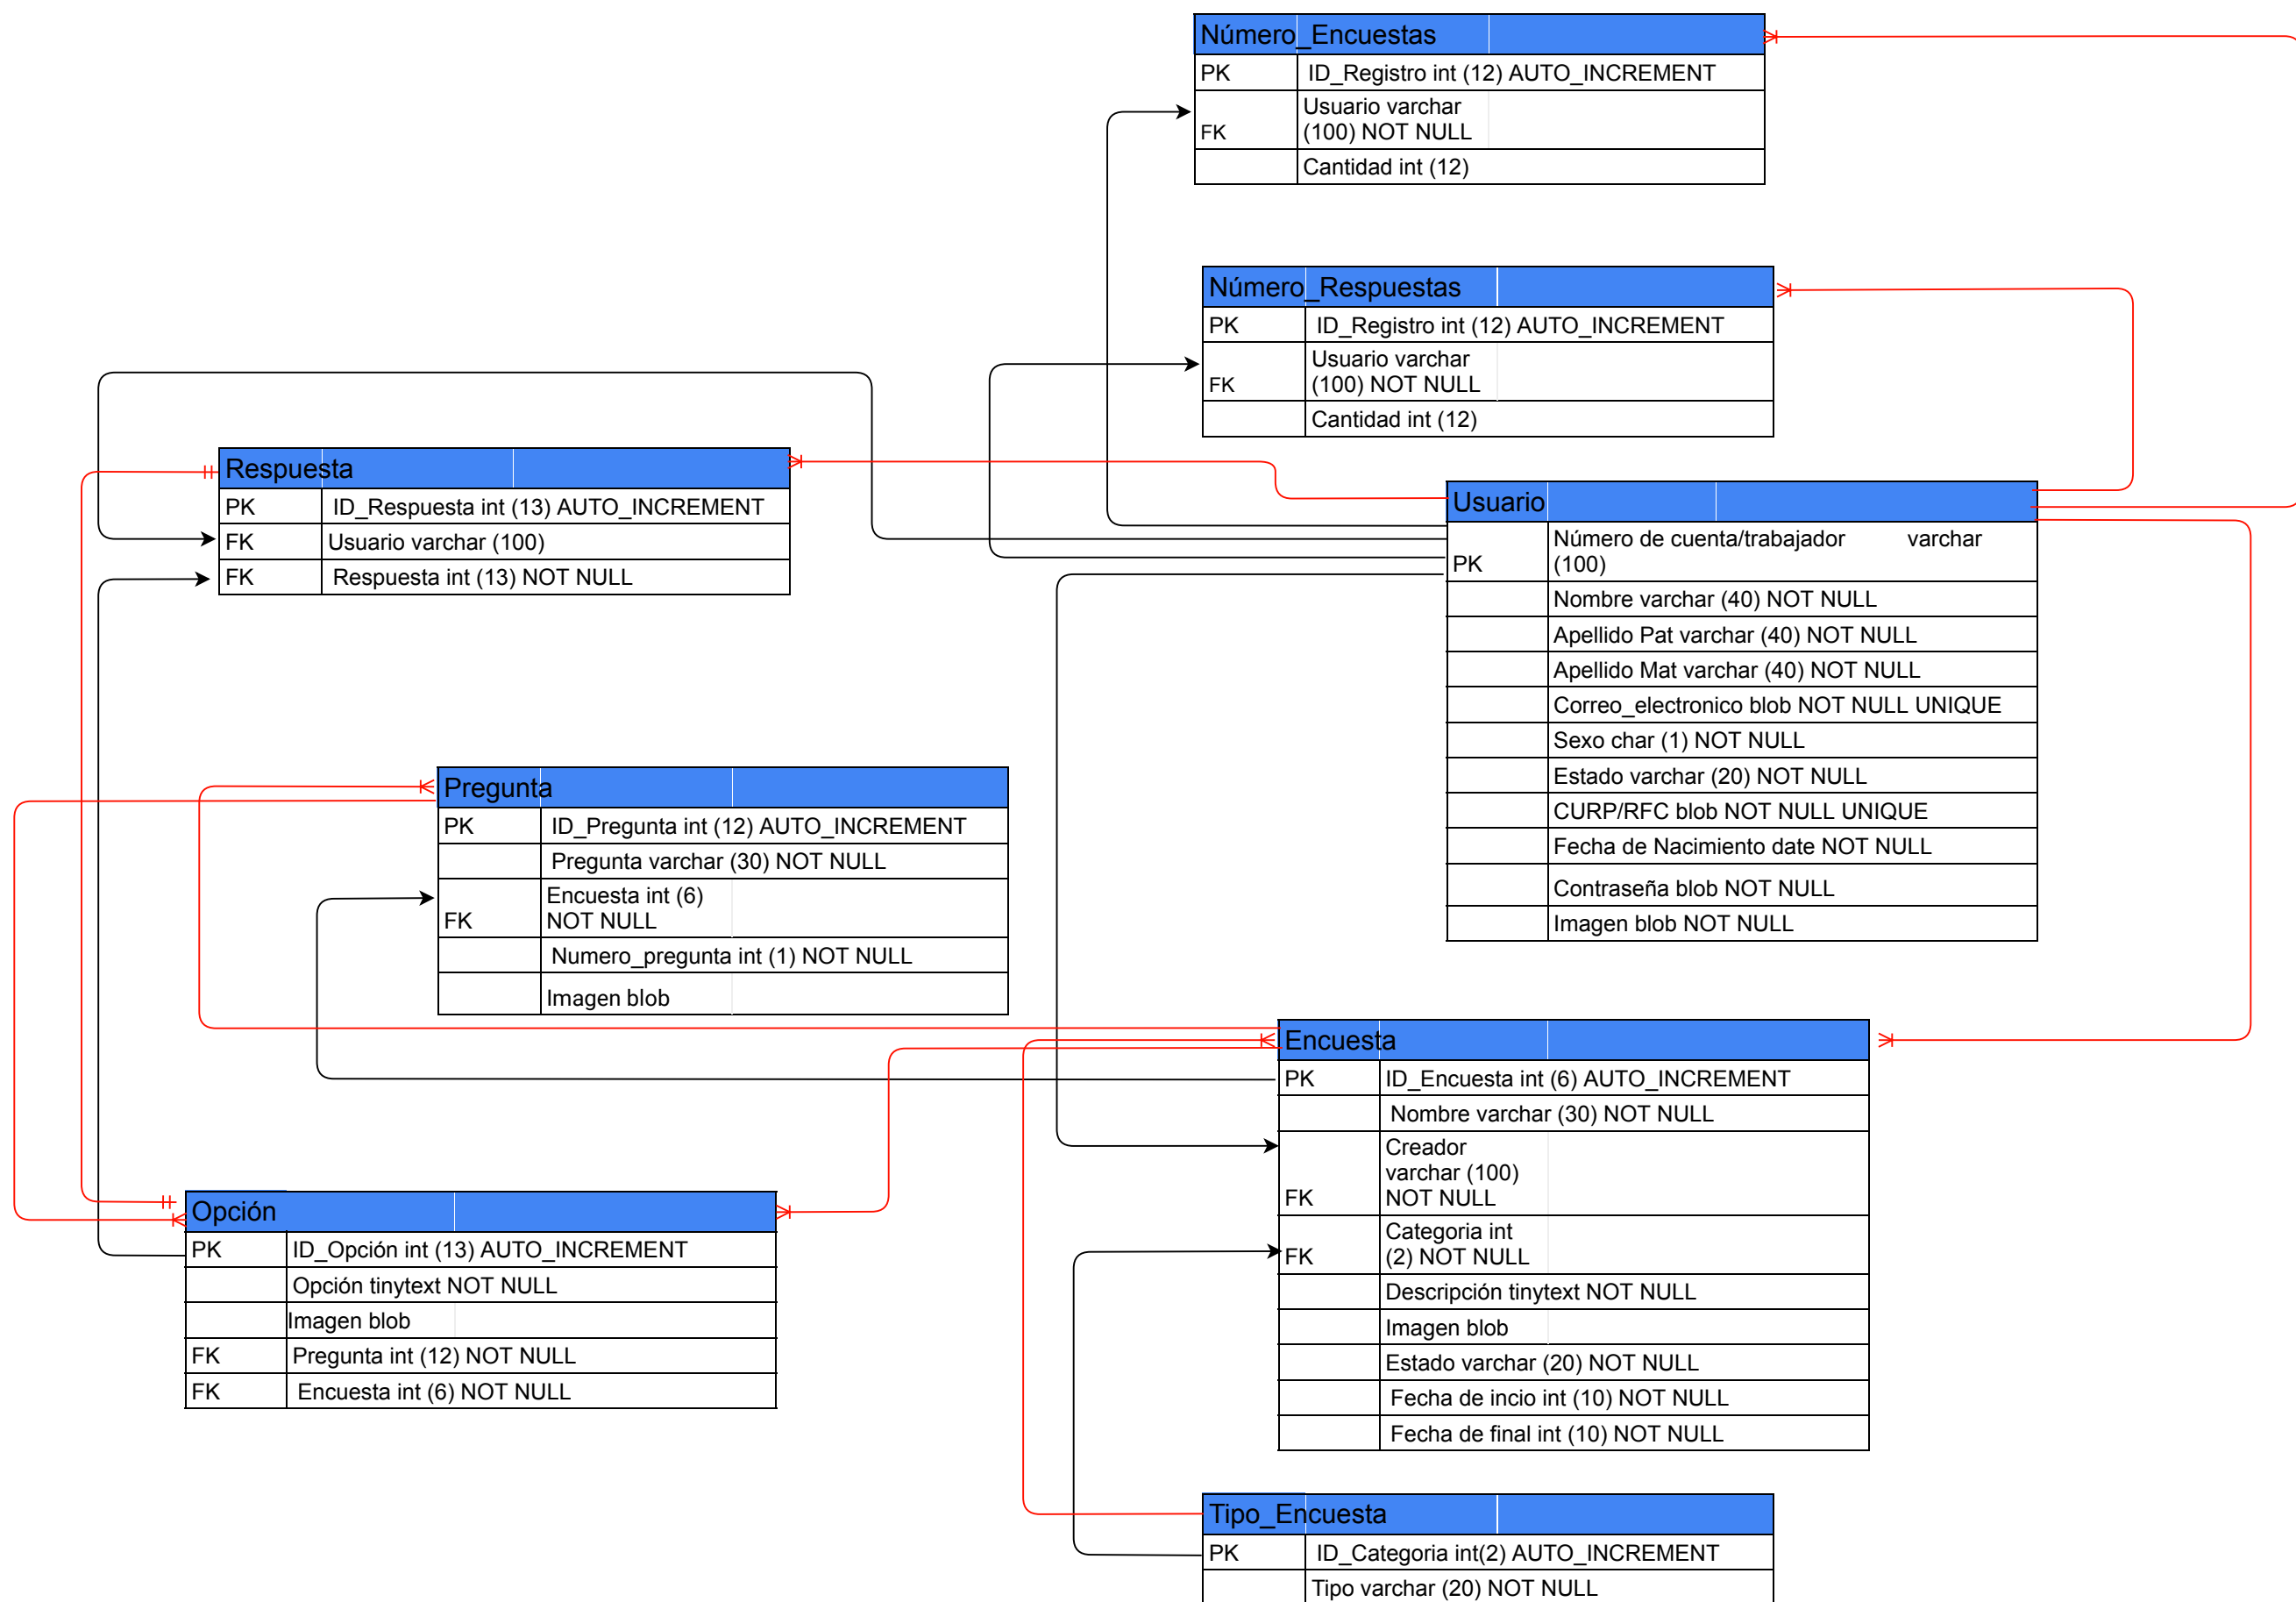 Número_Encuestas
PK ID_Registro int (12) AUTO_INCREMENT
Usuario varchar
FK (100) NOT NULL
Cantidad int (12)
Número_Respuestas
PK ID_Registro int (12) AUTO_INCREMENT
Usuario varchar
FK (100) NOT NULL
Cantidad int (12)
Respuesta
PK ID_Respuesta int (13) AUTO_INCREMENT
FK Usuario varchar (100)
FK Respuesta int (13) NOT NULL
Usuario
Número de cuenta/trabajador varchar
PK (100)
Nombre varchar (40) NOT NULL
Apellido Pat varchar (40) NOT NULL
Apellido Mat varchar (40) NOT NULL
Correo_electronico blob NOT NULL UNIQUE
Sexo char (1) NOT NULL
Estado varchar (20) NOT NULL
CURP/RFC blob NOT NULL UNIQUE
Fecha de Nacimiento date NOT NULL
Contraseña blob NOT NULL
Imagen blob NOT NULL
Pregunta
PK ID_Pregunta int (12) AUTO_INCREMENT
Pregunta varchar (30) NOT NULL
Encuesta int (6)
FK NOT NULL
Numero_pregunta int (1) NOT NULL
Imagen blob
Encuesta
PK ID_Encuesta int (6) AUTO_INCREMENT
Nombre varchar (30) NOT NULL
Creador
varchar (100)
FK NOT NULL
Categoria int
FK (2) NOT NULL
Descripción tinytext NOT NULL
Imagen blob
Estado varchar (20) NOT NULL
Fecha de incio int (10) NOT NULL
Fecha de final int (10) NOT NULL
Opción
PK ID_Opción int (13) AUTO_INCREMENT
Opción tinytext NOT NULL
Imagen blob
FK Pregunta int (12) NOT NULL
FK Encuesta int (6) NOT NULL
Tipo_Encuesta
PK ID_Categoria int(2) AUTO_INCREMENT
Tipo varchar (20) NOT NULL